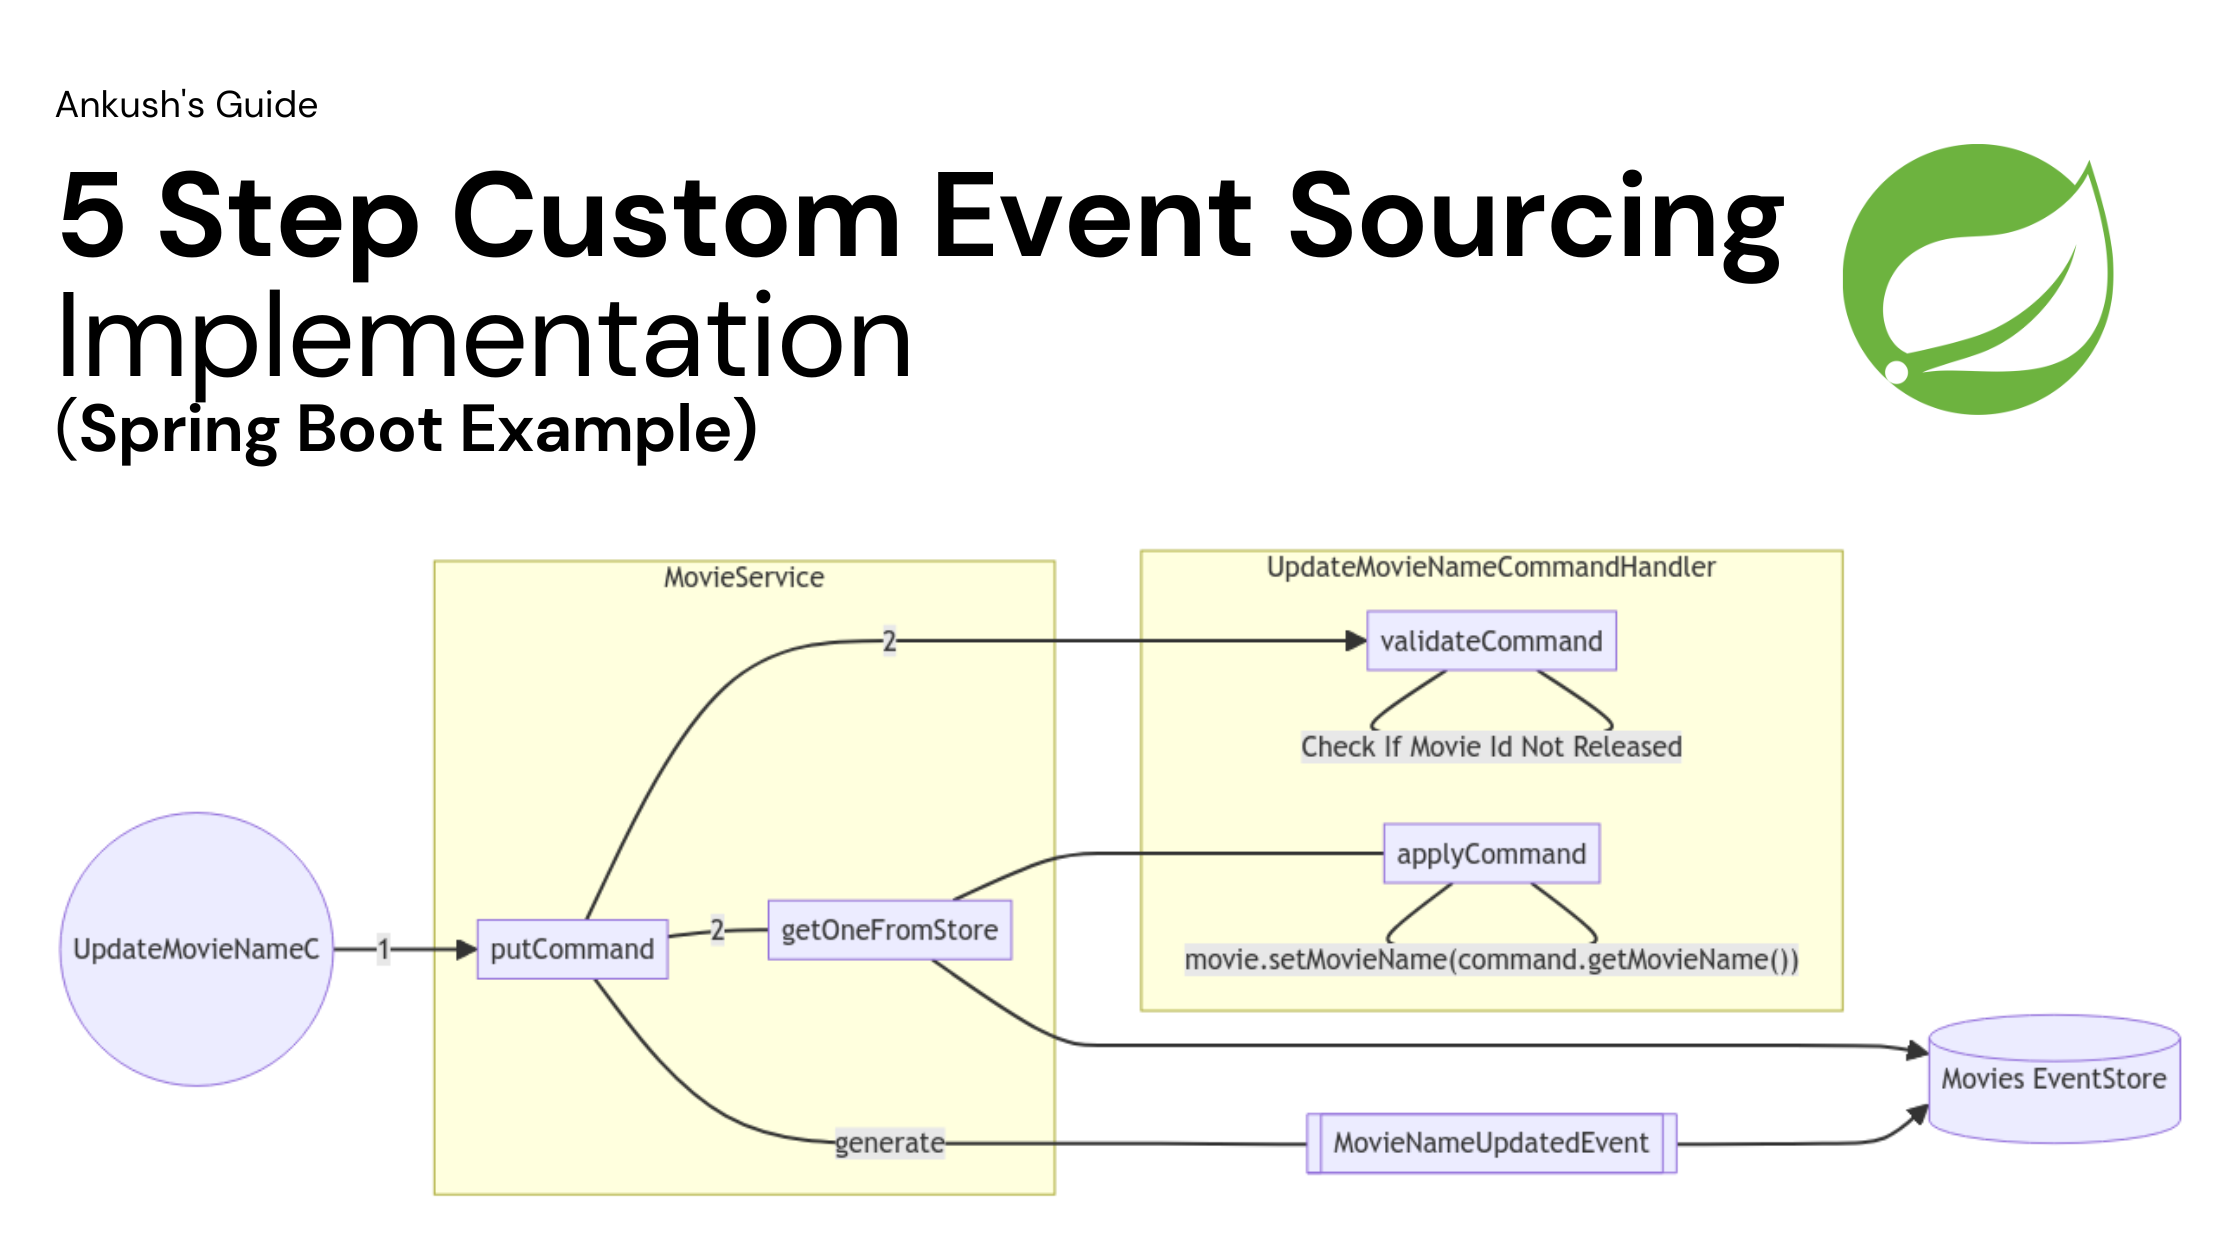 Ankush's Guide
5 Step Custom Event Sourcing
Implementation
(Spring Boot Example)
MovieService
UpdateMovieNameCommandHandler
2
validateCommand
Check If Movie Id Not Released
applyCommand
UpdateMovieNameC
1
putCommand
2
getOneFromStore
movie.setMovieName(command.getMovieName())
Movies EventStore
generate
MovieNameUpdatedEvent